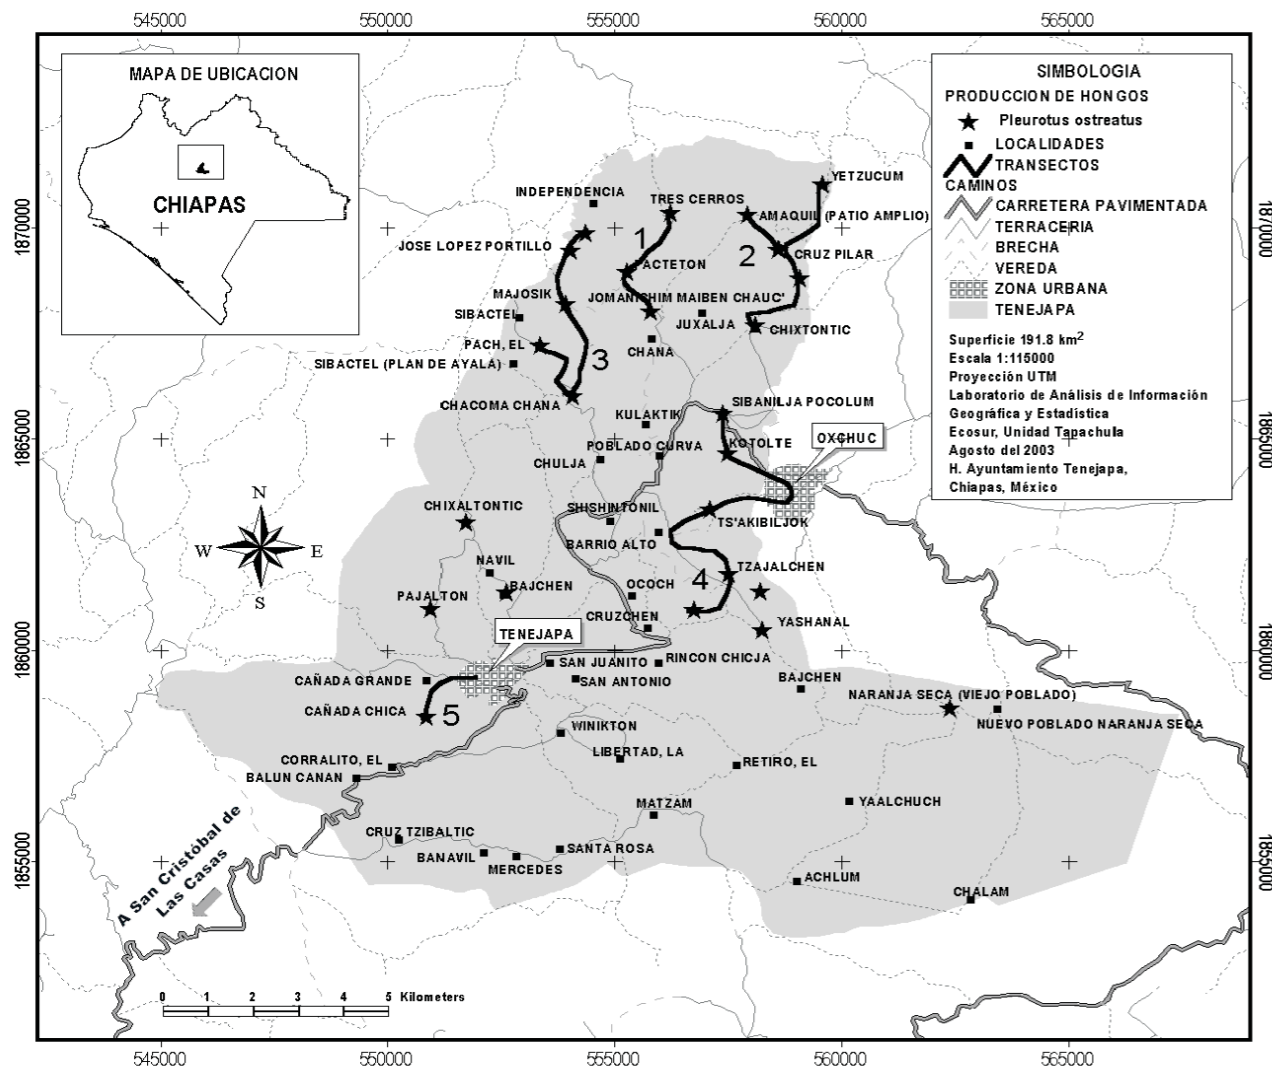 545000
550000
555000
560000
565000
MAPA DE UBICACION
CHIAPAS
SIMBOLOGIA
PRODUCCION DE HONGOS
Pleurotus ostreatus
LOCALIDADES
TRANSECTOS
CAMINOS
CARRETERA PAVIMENTADA
TERRACERIA
BRECHA
VEREDA
ZONA URBANA
TENEJAPA
Superficie 191.8 km2
Escala 1:115000
Proyección UTM
Laboratorio de Análisis de Información
Geográfica y Estadística
Ecosur, Unidad Tapachula
Agosto del 2003
H. Ayuntamiento Tenejapa,
Chiapas, México
1870000
1870000
1865000
1865000
1860000
1860000
1855000
1855000
YETZUCUM
INDEPENDENCIA
TRES CERROS
AMAQUIL (PATIO AMPLIO)
JOSE LOPEZ PORTILLO
1
2
CRUZ PILAR
ACTETON
MAJOSIK
JOMANICHIM MAIBEN CHAUC'
SIBACTEL
JUXALJA
CHIXTONTIC
PACH, EL
CHANA
3
SIBACTEL (PLAN DE AYALA)
CHACOMA CHANA
SIBANILJA POCOLUM
KULAKTIK
OXCHUC
POBLADO CURVA
KOTOLTE
CHULJA
CHIXALTONTIC
SHISHINTONIL
TS'AKIBILJOK
BARRIO ALTO
N
W
E
S
NAVIL
TZAJALCHEN
4
BAJCHEN
OCOCH
PAJALTON
CRUZCHEN
YASHANAL
TENEJAPA
SAN JUANITO
RINCON CHICJA
CAÑADA GRANDE
SAN ANTONIO
BAJCHEN
NARANJA SECA (VIEJO POBLADO)
CAÑADA CHICA
5
NUEVO POBLADO NARANJA SECA
WINIKTON
LIBERTAD, LA
CORRALITO, EL
RETIRO, EL
BALUN CANAN
MATZAM
YAALCHUCH
CRUZ TZIBALTIC
SANTA ROSA
BANAVIL
MERCEDES
ACHLUM
CHALAM
A San Cristóbal de
Las Casas
0 1 2 3 4 5 Kilometers
545000
550000
555000
560000
565000